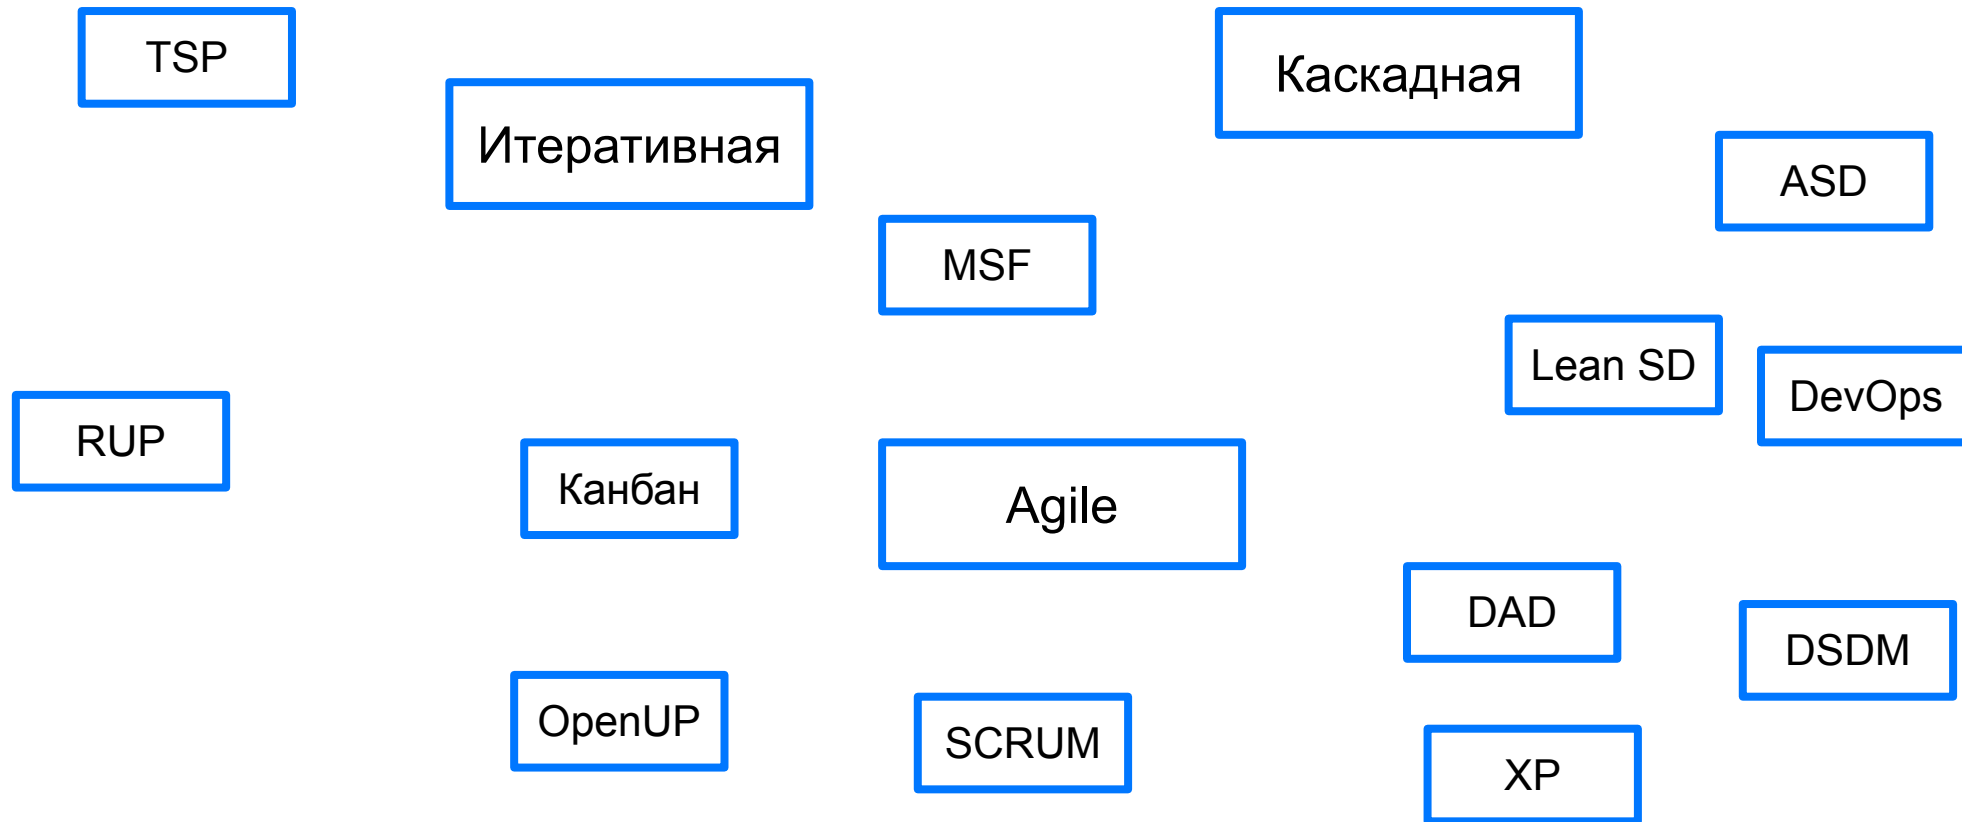 TSP
Каскадная
Итеративная
ASD
MSF
Lean SD
DevOps
RUP
Канбан
Agile
DAD
DSDM
OpenUP
SCRUM
XP